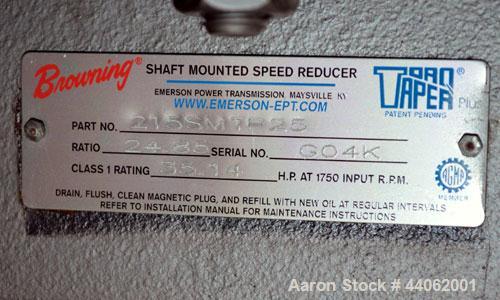 Browning®
SHAFT MOUNTED SPEED REDUCER
EMERSON POWER TRANSMISSION, MAYSVILLE, KY
WWW.EMERSON-EPT.COM
TORQ TAPER® Plus
PATENT PENDING
PART NO. 215SMTP25
RATIO 24.86 SERIAL NO. G04K
CLASS 1 RATING 35.14 H.P. AT 1750 INPUT R.P.M.
AGMA
MEMBER
DRAIN, FLUSH, CLEAN MAGNETIC PLUG, AND REFILL WITH NEW OIL AT REGULAR INTERVALS
REFER TO INSTALLATION MANUAL FOR MAINTENANCE INSTRUCTIONS
Aaron Stock # 44062001